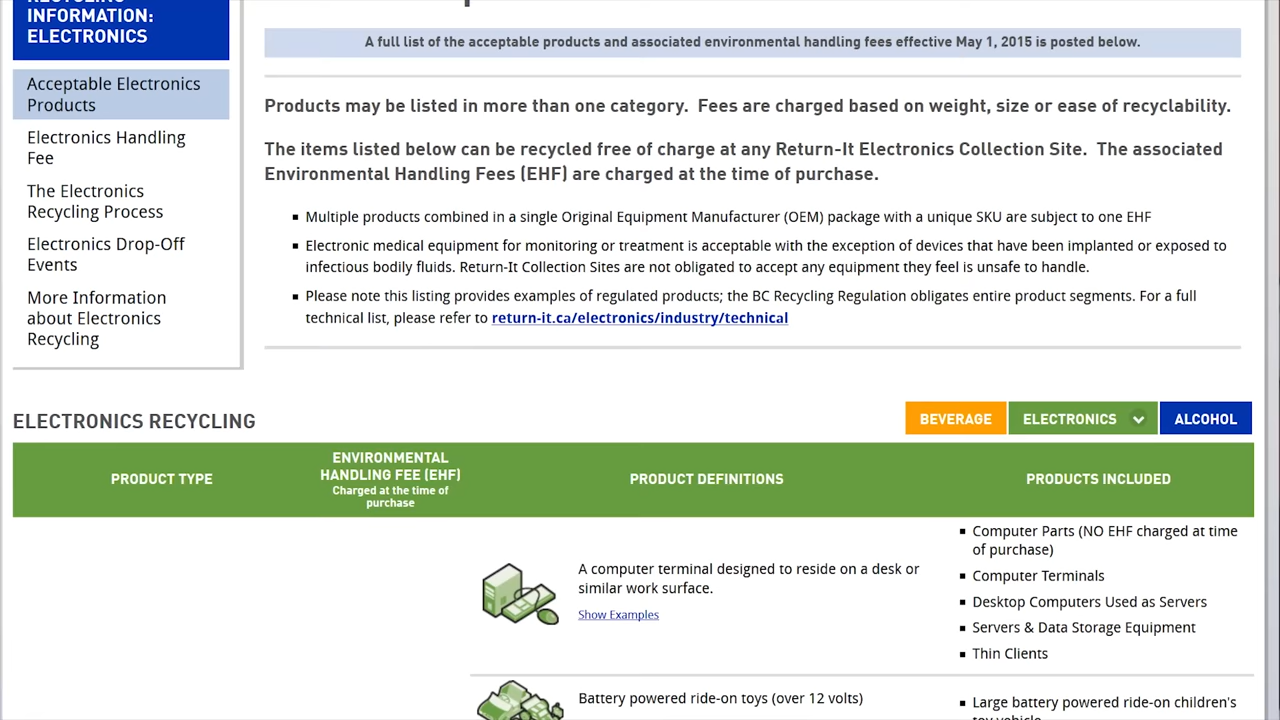 INFORMATION:
ELECTRONICS
Acceptable Electronics
Products
Electronics Handling
Fee
The Electronics
Recycling Process
Electronics Drop-Off
Events
More Information
about Electronics
Recycling
A full list of the acceptable products and associated environmental handling fees effective May 1, 2015 is posted below.
Products may be listed in more than one category. Fees are charged based on weight, size or ease of recyclability.
The items listed below can be recycled free of charge at any Return-It Electronics Collection Site. The associated
Environmental Handling Fees (EHF) are charged at the time of purchase.
Multiple products combined in a single Original Equipment Manufacturer (OEM) package with a unique SKU are subject to one EHF
Electronic medical equipment for monitoring or treatment is acceptable with the exception of devices that have been implanted or exposed to
infectious bodily fluids. Return-It Collection Sites are not obligated to accept any equipment they feel is unsafe to handle.
Please note this listing provides examples of regulated products; the BC Recycling Regulation obligates entire product segments. For a full
technical list, please refer to return-it.ca/electronics/industry/technical
ELECTRONICS RECYCLING
BEVERAGE
ELECTRONICS
ALCOHOL
PRODUCT TYPE
ENVIRONMENTAL
HANDLING FEE (EHF)
Charged at the time of
purchase
PRODUCT DEFINITIONS
PRODUCTS INCLUDED
A computer terminal designed to reside on a desk or
similar work surface.
Show Examples
Computer Parts (NO EHF charged at time
of purchase)
Computer Terminals
Desktop Computers Used as Servers
Servers & Data Storage Equipment
Thin Clients
Battery powered ride-on toys (over 12 volts)
Large battery powered ride-on children's
toy vehicle